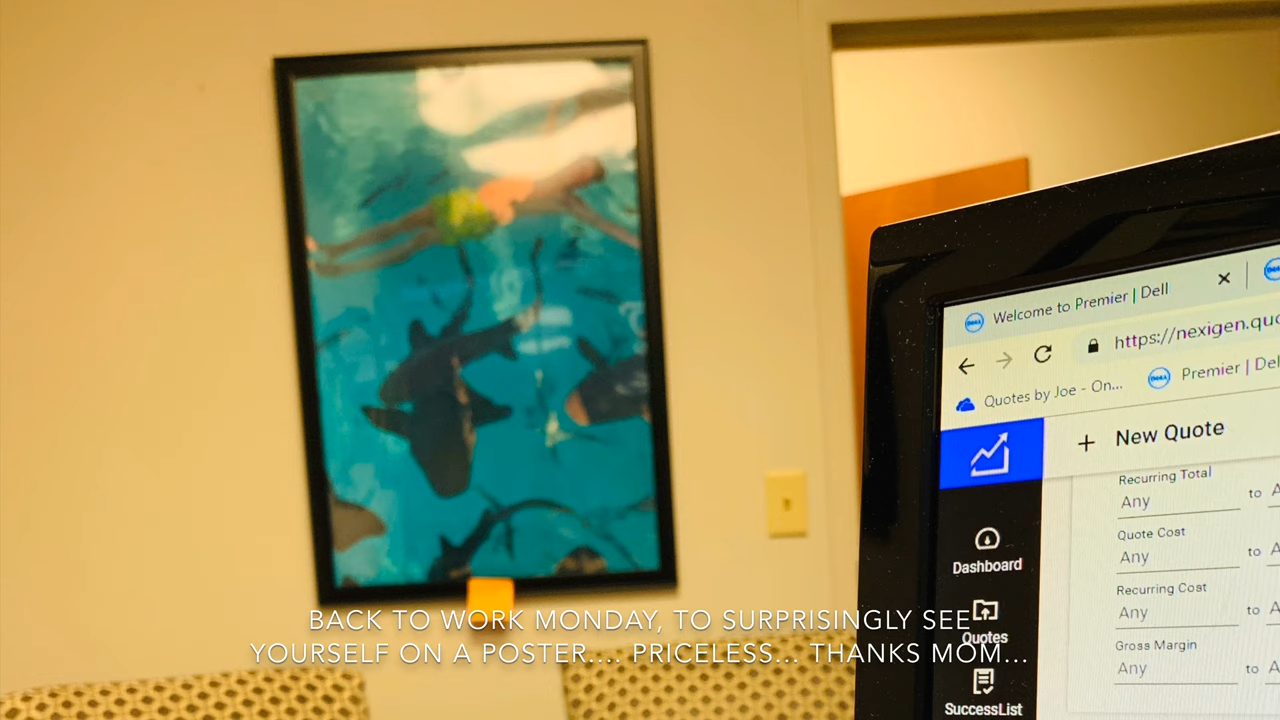 Welcome to Premier | Dell
https://nexigen.quo
Quotes by Joe - On...
Premier | Del
New Quote
Recurring Total
Any
to
Quote Cost
Any
to
Recurring Cost
Any
to
Gross Margin
Any
to
Dashboard
Quotes
SuccessList
BACK TO WORK MONDAY, TO SURPRISINGLY SEE
YOURSELF ON A POSTER.... PRICELESS... THANKS MOM...